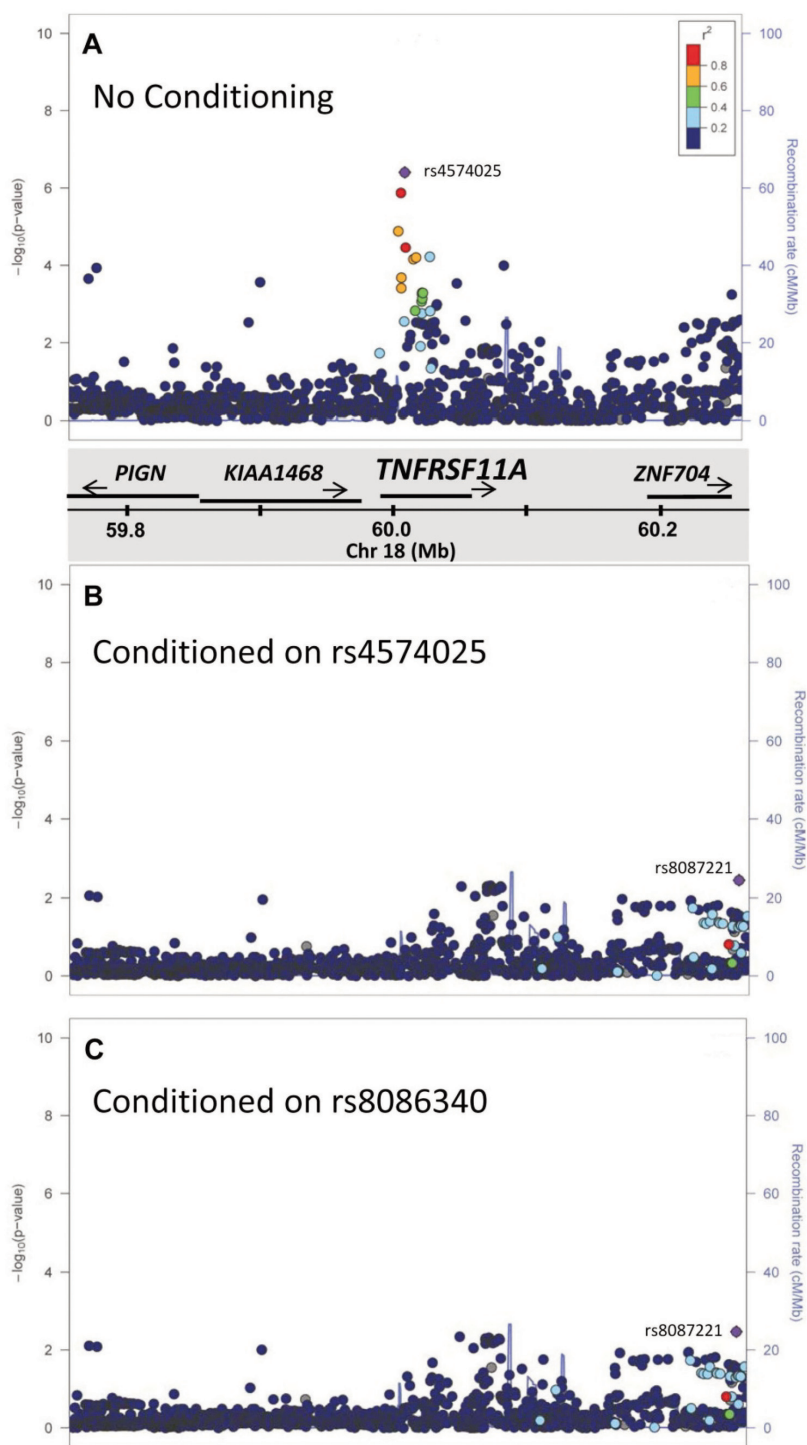 A
No Conditioning
rs4574025
r²
0.8
0.6
0.4
0.2
10
8
6
4
2
0
−log₁₀(p-value)
100
80
60
40
20
0
Recombination rate (cM/Mb)
PIGN
KIAA1468
TNFRSF11A
ZNF704
59.8
60.0
60.2
Chr 18 (Mb)
B
Conditioned on rs4574025
rs8087221
10
8
6
4
2
0
−log₁₀(p-value)
100
80
60
40
20
0
Recombination rate (cM/Mb)
C
Conditioned on rs8086340
rs8087221
10
8
6
4
2
0
−log₁₀(p-value)
100
80
60
40
20
0
Recombination rate (cM/Mb)